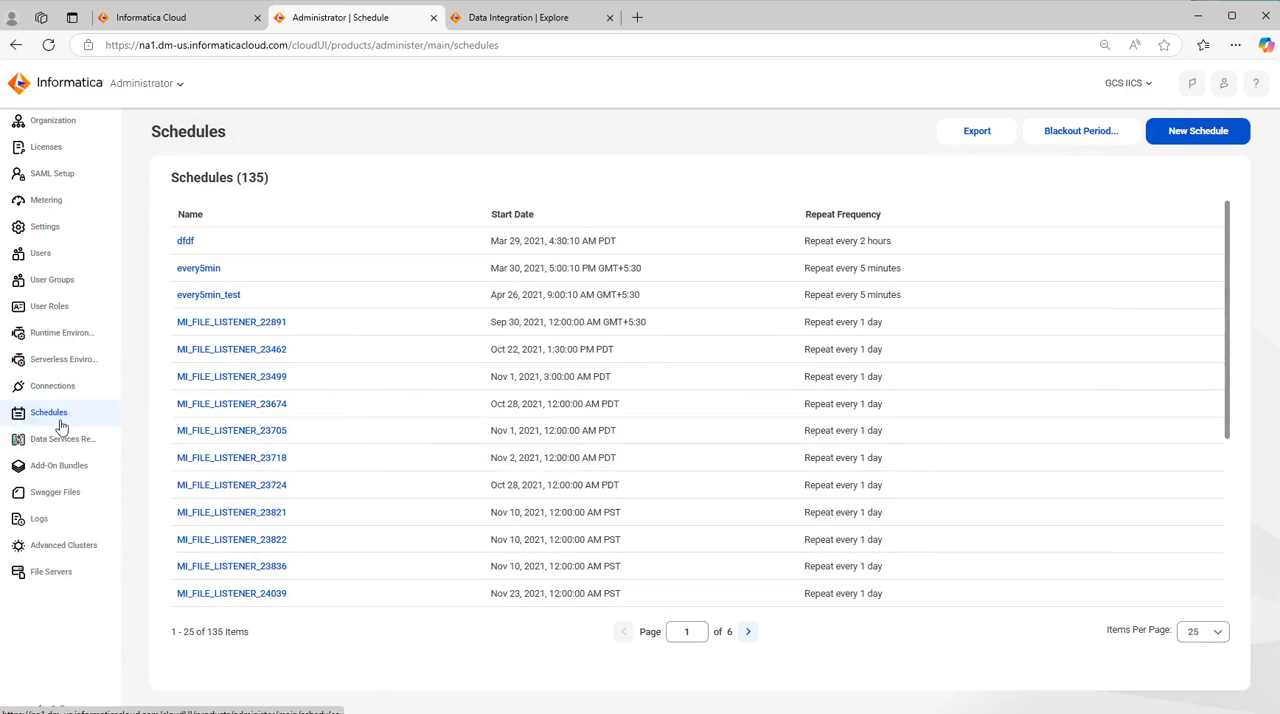 Informatica Cloud
Administrator | Schedule
Data Integration | Explore
https://na1.dm-us.informaticacloud.com/cloudUI/products/administer/main/schedules
Informatica Administrator
GCS IICS
?
Organization
Licenses
SAML Setup
Metering
Settings
Users
User Groups
User Roles
Runtime Environ...
Serverless Enviro...
Connections
Schedules
Data Services Re...
Add-On Bundles
Swagger Files
Logs
Advanced Clusters
File Servers
Schedules
Export
Blackout Period...
New Schedule
Schedules (135)
Name Start Date Repeat Frequency
dfdf Mar 29, 2021, 4:30:10 AM PDT Repeat every 2 hours
every5min Mar 30, 2021, 5:00:10 PM GMT+5:30 Repeat every 5 minutes
every5min_test Apr 26, 2021, 9:00:10 AM GMT+5:30 Repeat every 5 minutes
MI_FILE_LISTENER_22891 Sep 30, 2021, 12:00:00 AM GMT+5:30 Repeat every 1 day
MI_FILE_LISTENER_23462 Oct 22, 2021, 1:30:00 PM PDT Repeat every 1 day
MI_FILE_LISTENER_23499 Nov 1, 2021, 3:00:00 AM PDT Repeat every 1 day
MI_FILE_LISTENER_23674 Oct 28, 2021, 12:00:00 AM PDT Repeat every 1 day
MI_FILE_LISTENER_23705 Nov 1, 2021, 12:00:00 AM PDT Repeat every 1 day
MI_FILE_LISTENER_23718 Nov 2, 2021, 12:00:00 AM PDT Repeat every 1 day
MI_FILE_LISTENER_23724 Oct 28, 2021, 12:00:00 AM PDT Repeat every 1 day
MI_FILE_LISTENER_23821 Nov 10, 2021, 12:00:00 AM PST Repeat every 1 day
MI_FILE_LISTENER_23822 Nov 10, 2021, 12:00:00 AM PST Repeat every 1 day
MI_FILE_LISTENER_23836 Nov 10, 2021, 12:00:00 AM PST Repeat every 1 day
MI_FILE_LISTENER_24039 Nov 23, 2021, 12:00:00 AM PST Repeat every 1 day
1 - 25 of 135 Items
Page 1 of 6
Items Per Page: 25